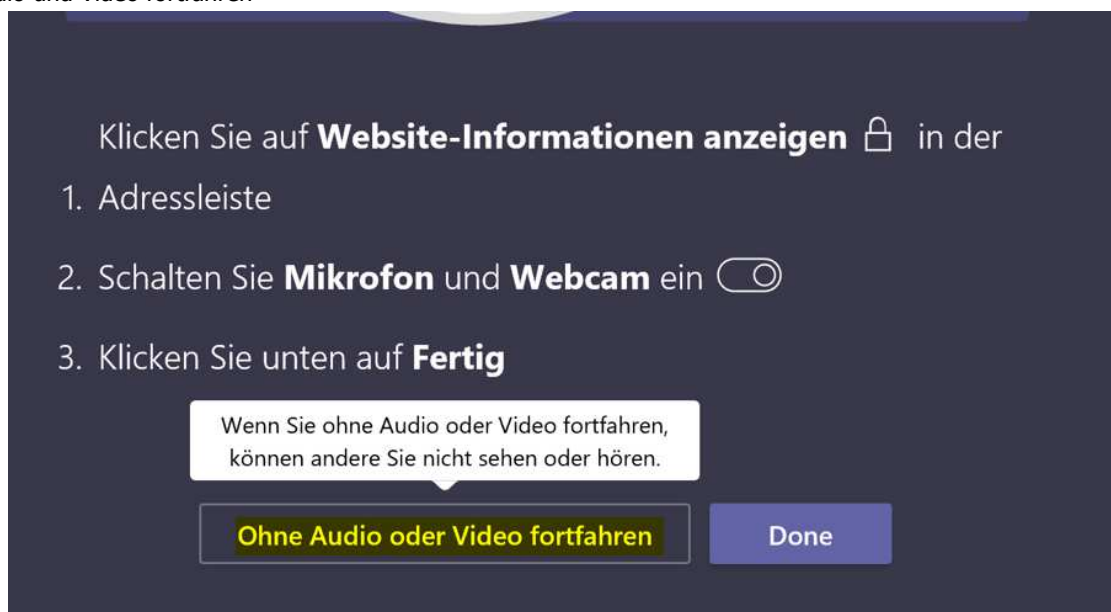 Klicken Sie auf Website-Informationen anzeigen in der
1. Adressleiste
2. Schalten Sie Mikrofon und Webcam ein
3. Klicken Sie unten auf Fertig
Wenn Sie ohne Audio oder Video fortfahren,
können andere Sie nicht sehen oder hören.
Ohne Audio oder Video fortfahren
Done